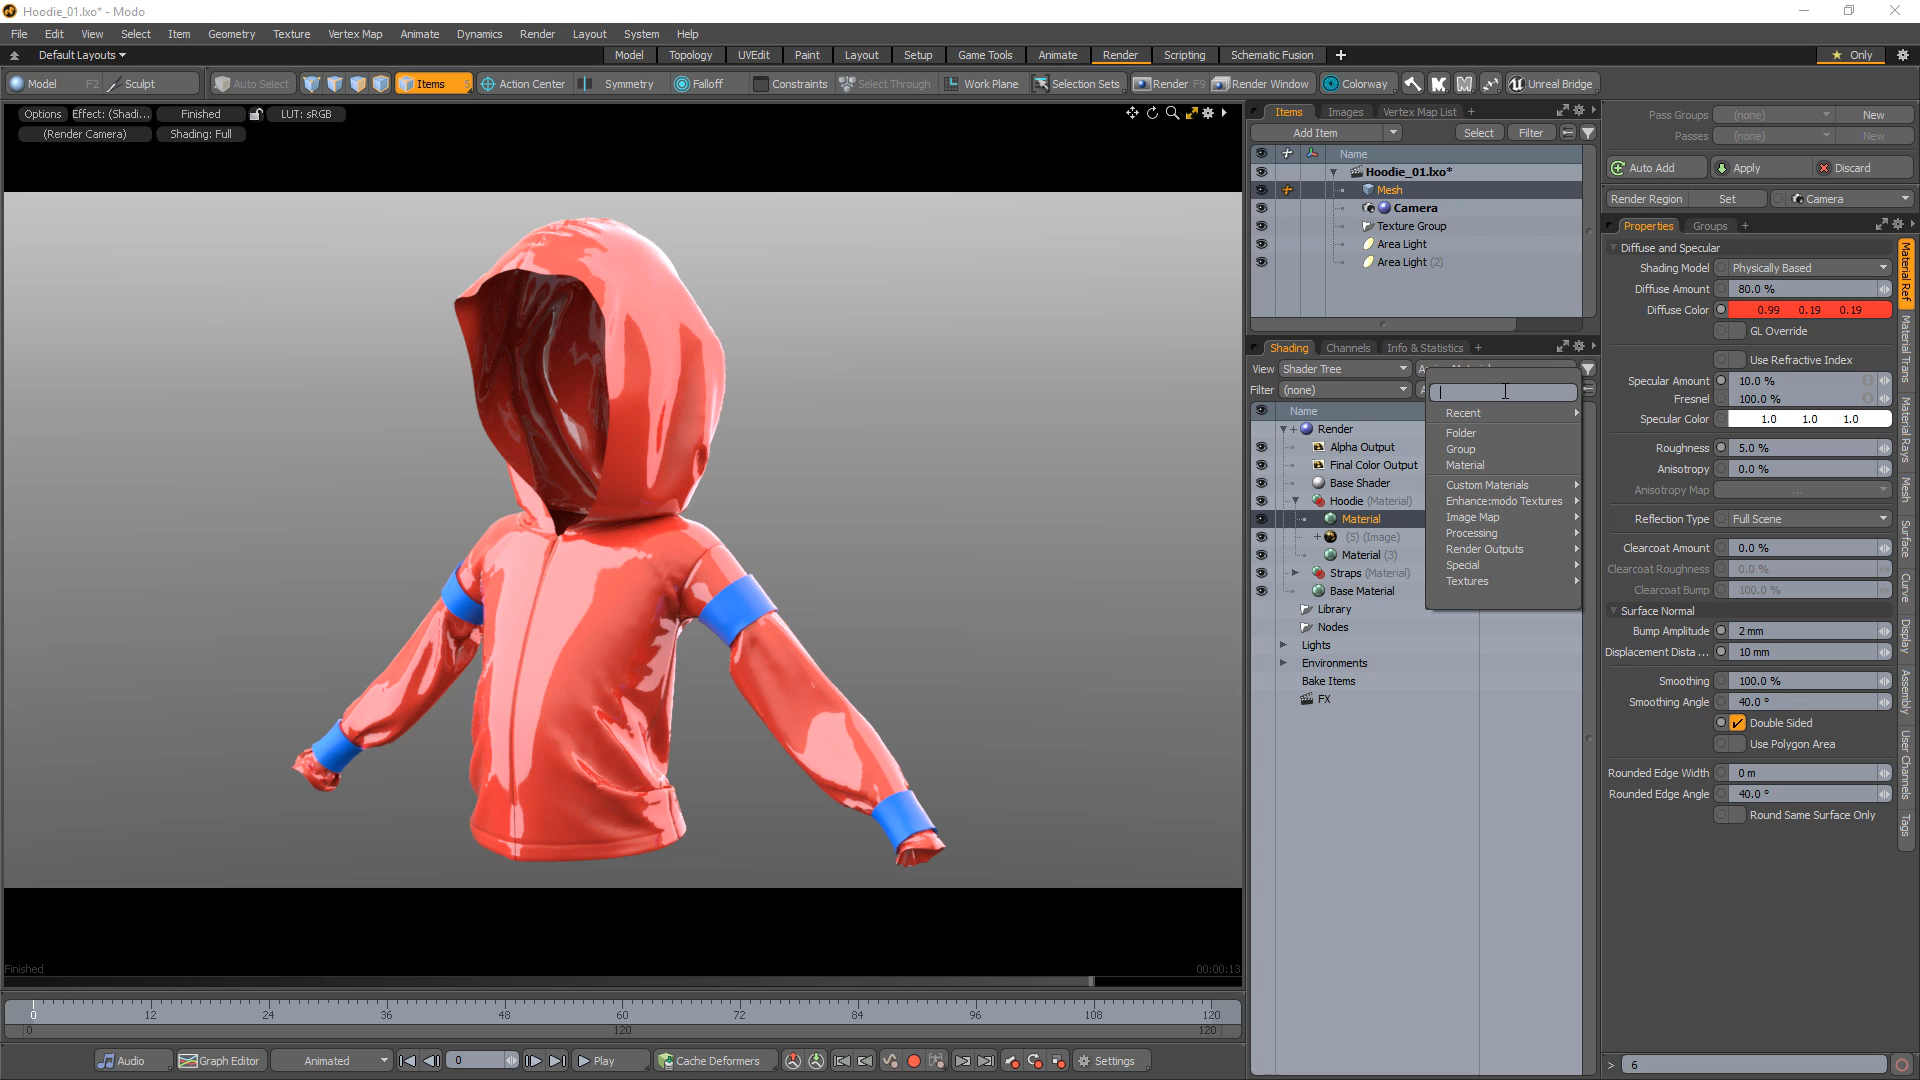 Hoodie_01.lxo* - Modo
File Edit View Select Item Geometry Texture Vertex Map Animate Dynamics Render Layout System Help
Default Layouts Model Topology UVEdit Paint Layout Setup Game Tools Animate Render Scripting Schematic Fusion + Only
Model F2 Sculpt Auto Select Items 5 Action Center Symmetry Falloff Constraints Select Through Work Plane Selection Sets Render F9 Render Window Colorway Unreal Bridge
Options Effect: (Shadi... Finished LUT: sRGB
(Render Camera) Shading: Full
Finished 00:00:13
Items Images Vertex Map List +
Add Item Select Filter
Name
Hoodie_01.lxo*
Mesh
Camera
Texture Group
Area Light
Area Light (2)
Shading Channels Info & Statistics +
View Shader Tree
Filter (none)
Name
Render
Alpha Output
Final Color Output
Base Shader
Hoodie (Material)
Material
(5) (Image)
Material (3)
Straps (Material)
Base Material
Library
Nodes
Lights
Environments
Bake Items
FX
Recent
Folder
Group
Material
Custom Materials
Enhance:modo Textures
Image Map
Processing
Render Outputs
Special
Textures
Pass Groups (none) New
Passes (none) New
Auto Add Apply Discard
Render Region Set Camera
Properties Groups +
Diffuse and Specular
Shading Model Physically Based
Diffuse Amount 80.0 %
Diffuse Color 0.99 0.19 0.19
GL Override
Use Refractive Index
Specular Amount 10.0 %
Fresnel 100.0 %
Specular Color 1.0 1.0 1.0
Roughness 5.0 %
Anisotropy 0.0 %
Anisotropy Map ...
Reflection Type Full Scene
Clearcoat Amount 0.0 %
Clearcoat Roughness 0.0 %
Clearcoat Bump 100.0 %
Surface Normal
Bump Amplitude 2 mm
Displacement Dista ... 10 mm
Smoothing 100.0 %
Smoothing Angle 40.0 °
Double Sided
Use Polygon Area
Rounded Edge Width 0 m
Rounded Edge Angle 40.0 °
Round Same Surface Only
Material Ref
Material Trans
Material Rays
Mesh
Surface
Curve
Display
Assembly
User Channels
Tags
0 12 24 36 48 60 72 84 96 108 120
0 120 120
Audio Graph Editor Animated 0 Play Cache Deformers Settings
> 6